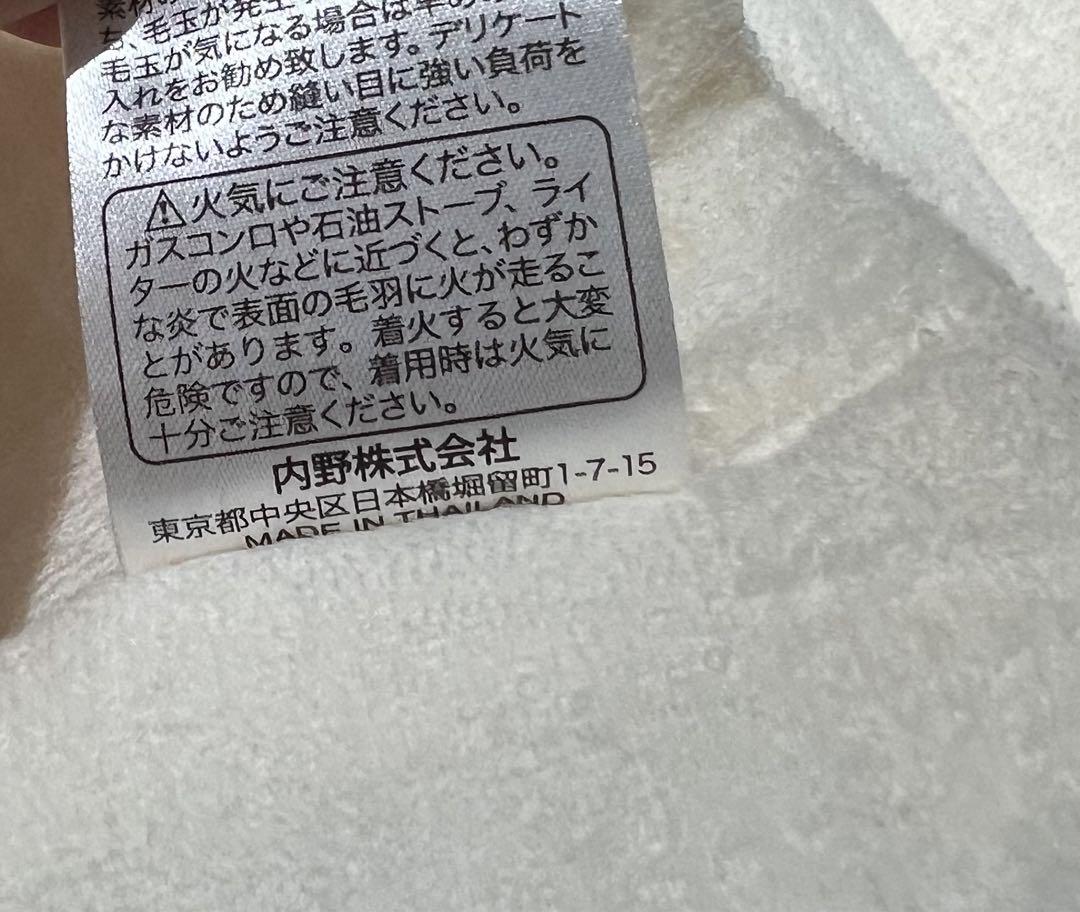 素材の
ち、毛玉が発生
毛玉が気になる場合は早め
入れをお勧め致します。デリケート
な素材のため縫い目に強い負荷を
かけないようご注意ください。
⚠火気にご注意ください。
ガスコンロや石油ストーブ、ライ
ターの火などに近づくと、わずか
な炎で表面の毛羽に火が走るこ
とがあります。着火すると大変
危険ですので、着用時は火気に
十分ご注意ください。
内野株式会社
東京都中央区日本橋堀留町1-7-15
MADE IN THAILAND